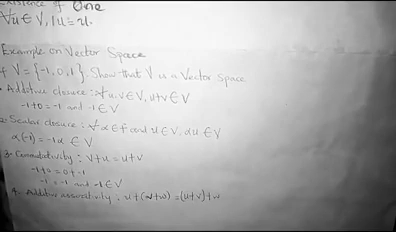 Existence of One
∀u ∈ V, 1u = u.
Example on Vector Space
If V = {-1, 0, 1}. Show that V is a Vector Space
1. Additive closure : ∀ u, v ∈ V, u+v ∈ V
-1+0 = -1 and -1 ∈ V
2. Scalar closure : ∀ α ∈ f and u ∈ V, αu ∈ V
α(-1) = -1α ∈ V
3. Commutativity : v+u = u+v
-1+0 = 0+-1
-1 = -1 and -1 ∈ V
4. Additive associativity : u+(v+w) = (u+v)+w